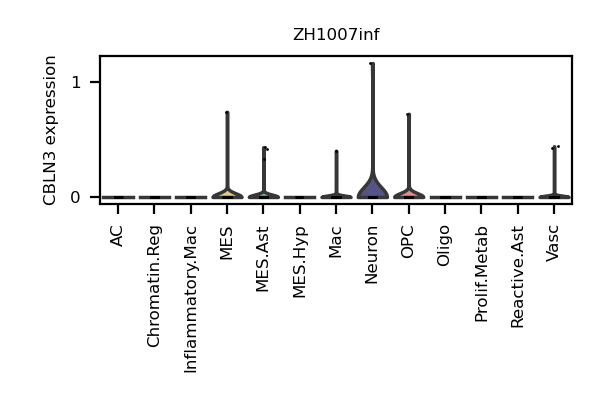 ZH1007inf
CBLN3 expression
1
0
AC
Chromatin.Reg
Inflammatory.Mac
MES
MES.Ast
MES.Hyp
Mac
Neuron
OPC
Oligo
Prolif.Metab
Reactive.Ast
Vasc